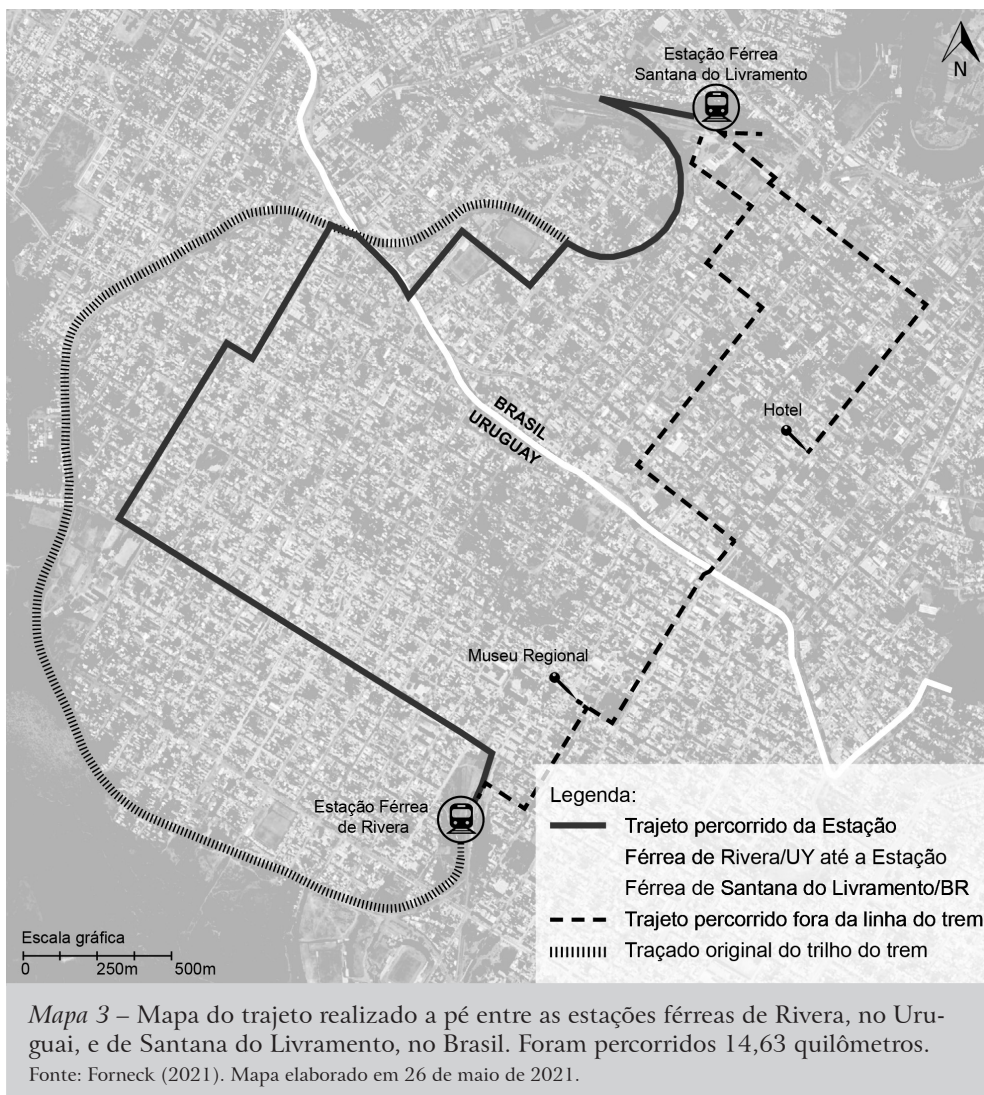 Estação Férrea
Santana do Livramento
N
BRASIL
URUGUAY
Hotel
Museu Regional
Estação Férrea
de Rivera
Legenda:
Trajeto percorrido da Estação
Férrea de Rivera/UY até a Estação
Férrea de Santana do Livramento/BR
Trajeto percorrido fora da linha do trem
Traçado original do trilho do trem
Escala gráfica
0 250m 500m
Mapa 3 – Mapa do trajeto realizado a pé entre as estações férreas de Rivera, no Uru-
guai, e de Santana do Livramento, no Brasil. Foram percorridos 14,63 quilômetros.
Fonte: Forneck (2021). Mapa elaborado em 26 de maio de 2021.